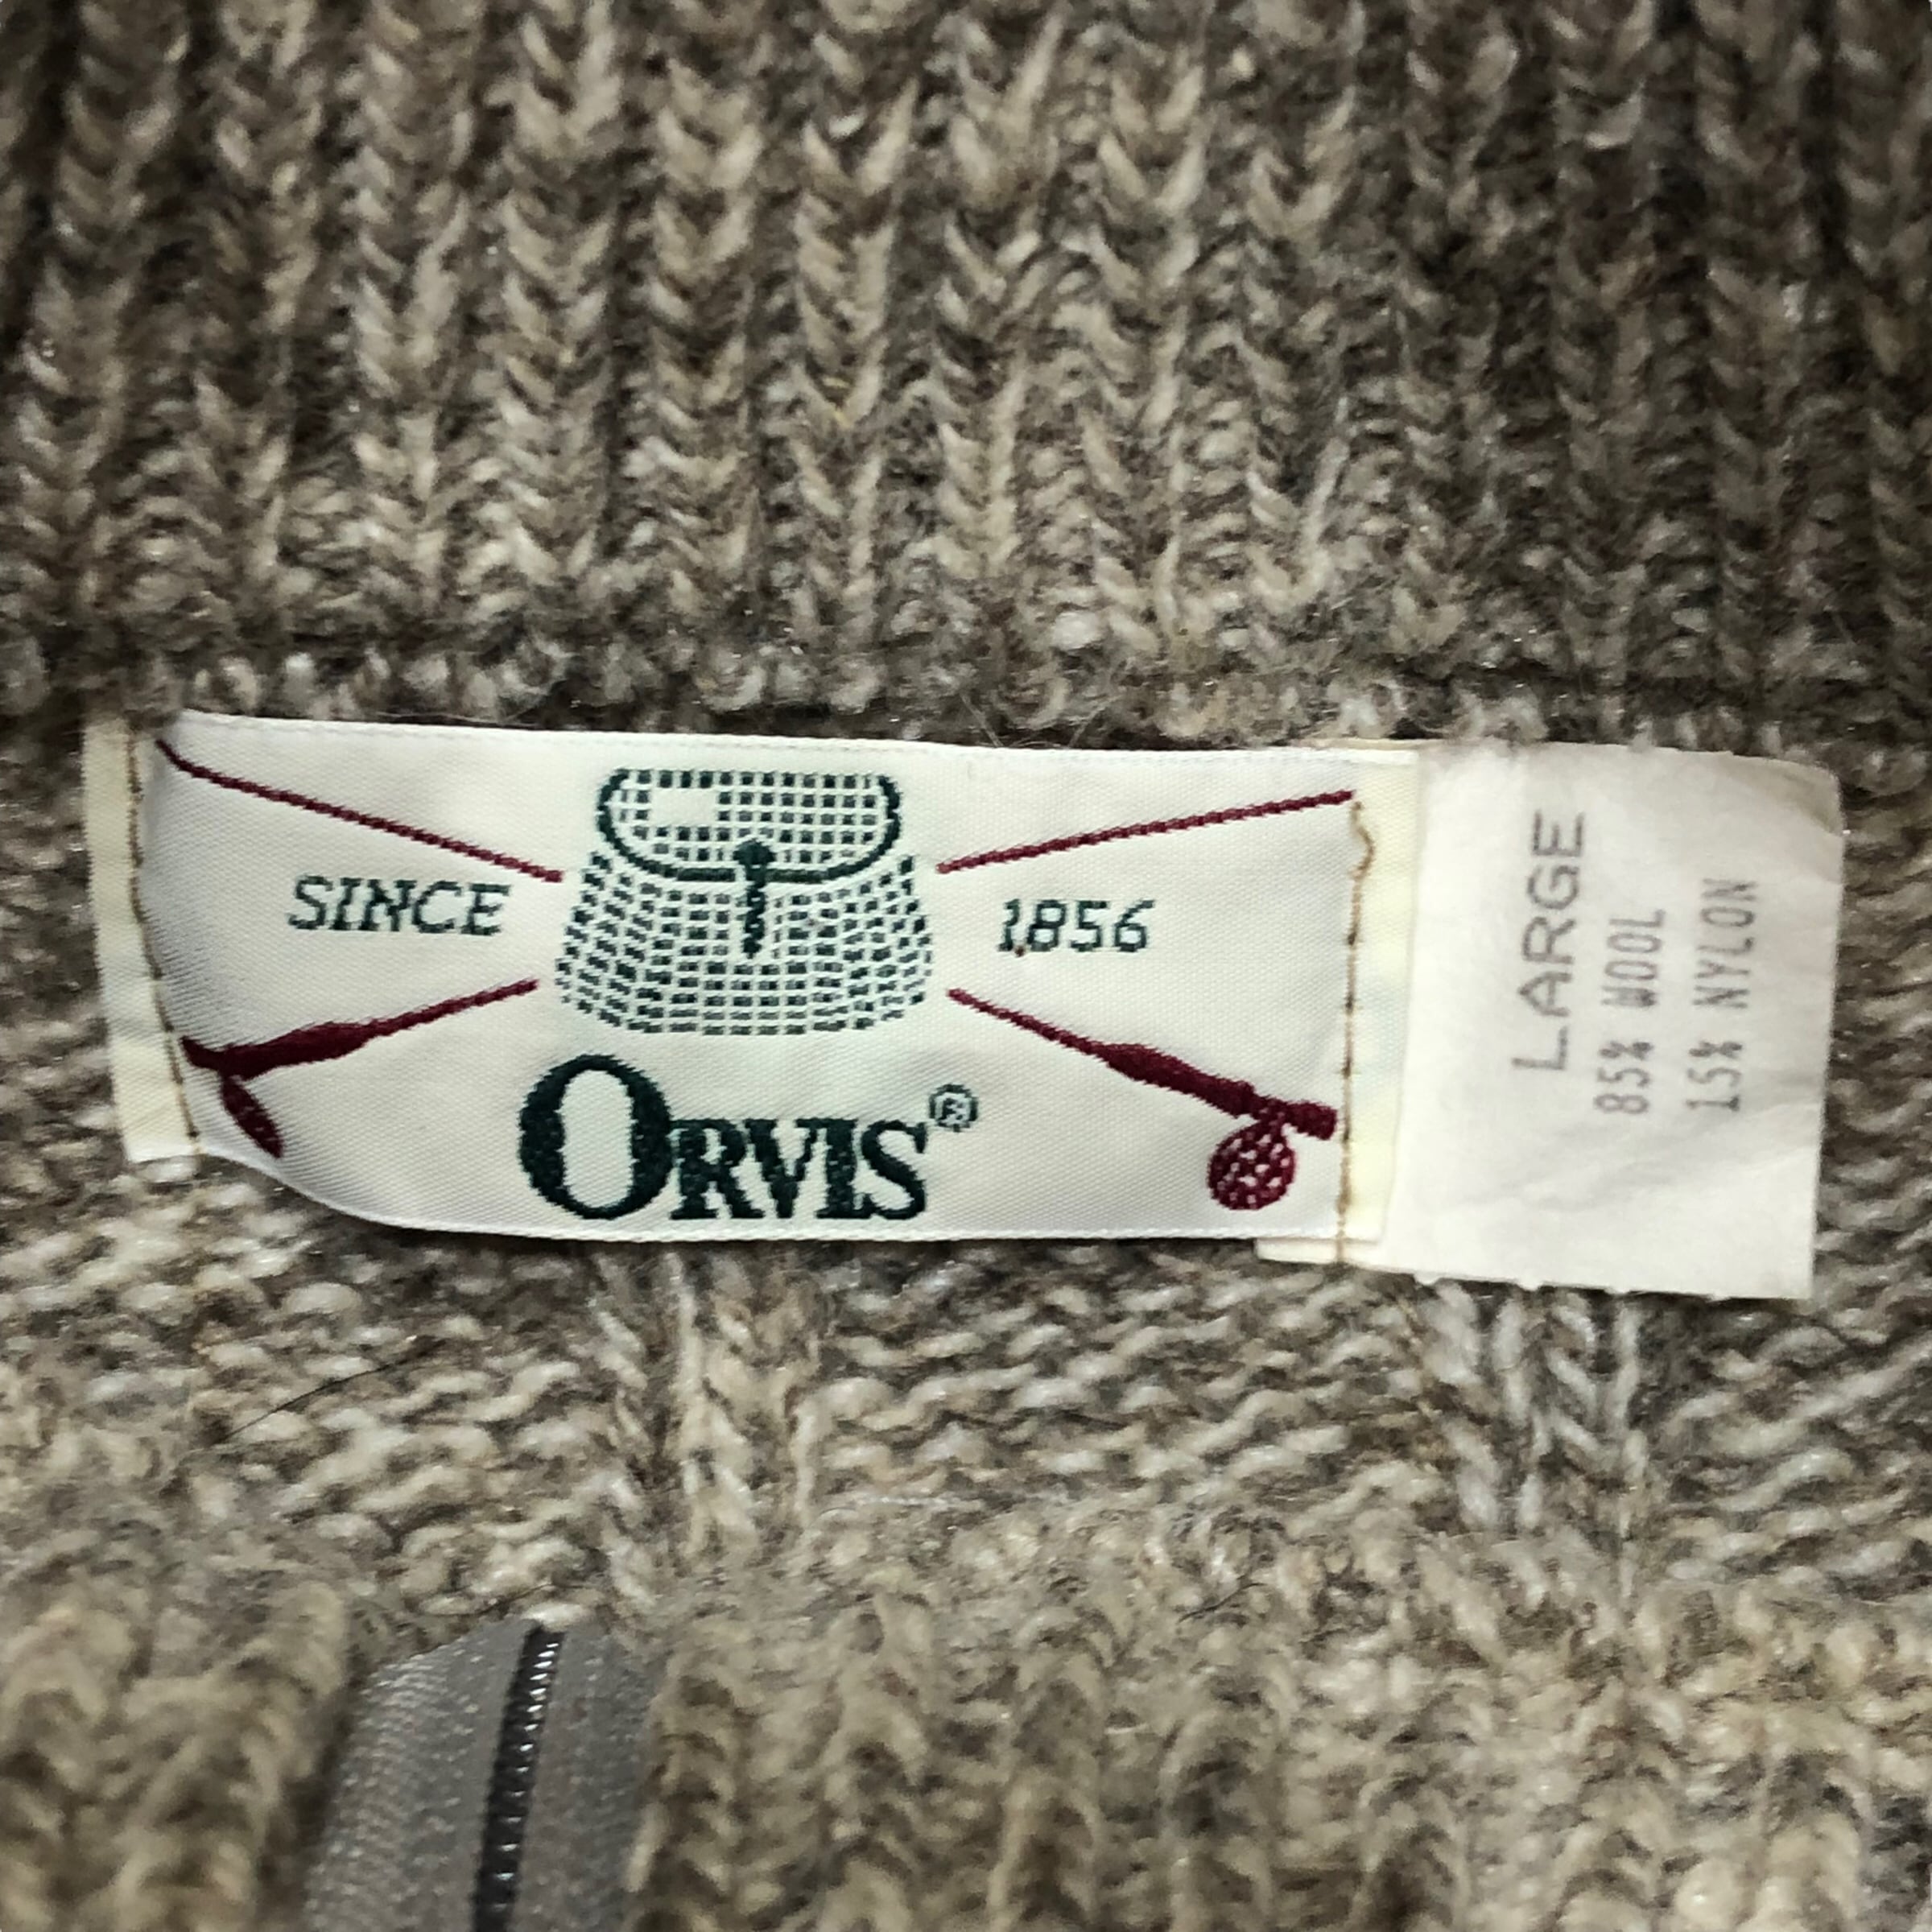 SINCE 1856
ORVIS®
LARGE
85% WOOL
15% NYLON